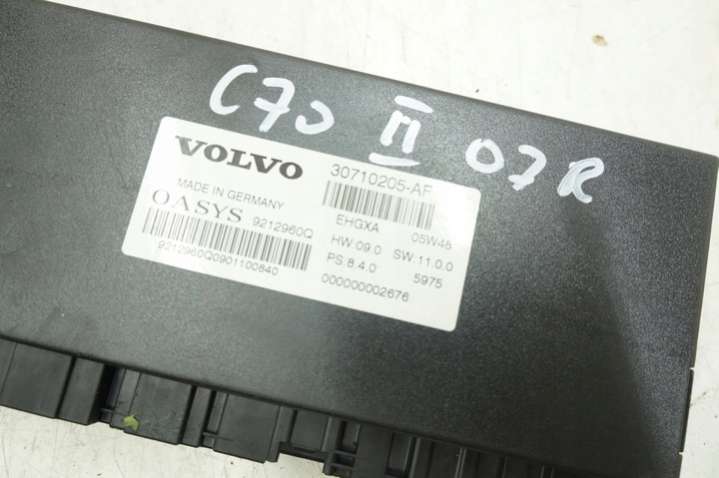 C70 II 07R
VOLVO 30710205-AF
MADE IN GERMANY
OASYS 9212960Q
EHGXA 05W48
HW:09.0 SW:11.0.0
9212960Q0901100840
PS:8.4.0 5975
000000002676